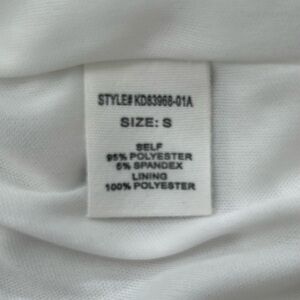 STYLE# KD83968-01A
SIZE: S
SELF
95% POLYESTER
5% SPANDEX
LINING
100% POLYESTER